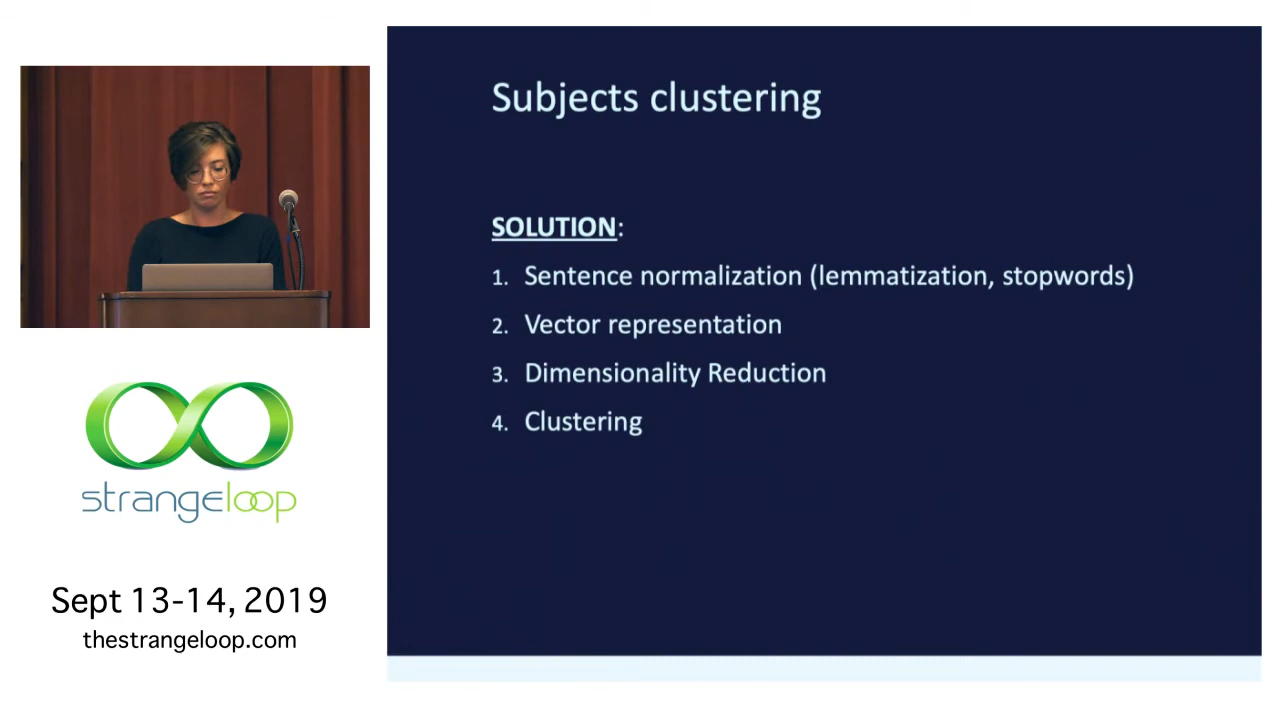 Subjects clustering
SOLUTION:
1. Sentence normalization (lemmatization, stopwords)
2. Vector representation
3. Dimensionality Reduction
4. Clustering
strangeloop
Sept 13-14, 2019
thestrangeloop.com